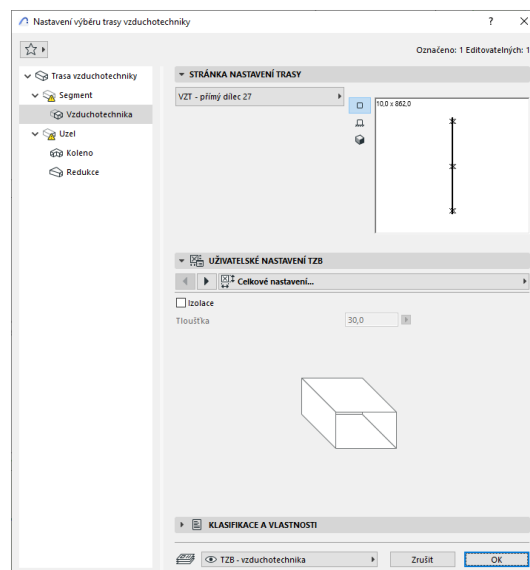 Nastavení výběru trasy vzduchotechniky
?
Označeno: 1 Editovatelných: 1
Trasa vzduchotechniky
Segment
Vzduchotechnika
Uzel
Koleno
Redukce
STRÁNKA NASTAVENÍ TRASY
VZT - přímý dílec 27
10,0 x 862,0
UŽIVATELSKÉ NASTAVENÍ TZB
Celkové nastavení...
Izolace
Tloušťka
30,0
KLASIFIKACE A VLASTNOSTI
TZB - vzduchotechnika
Zrušit
OK